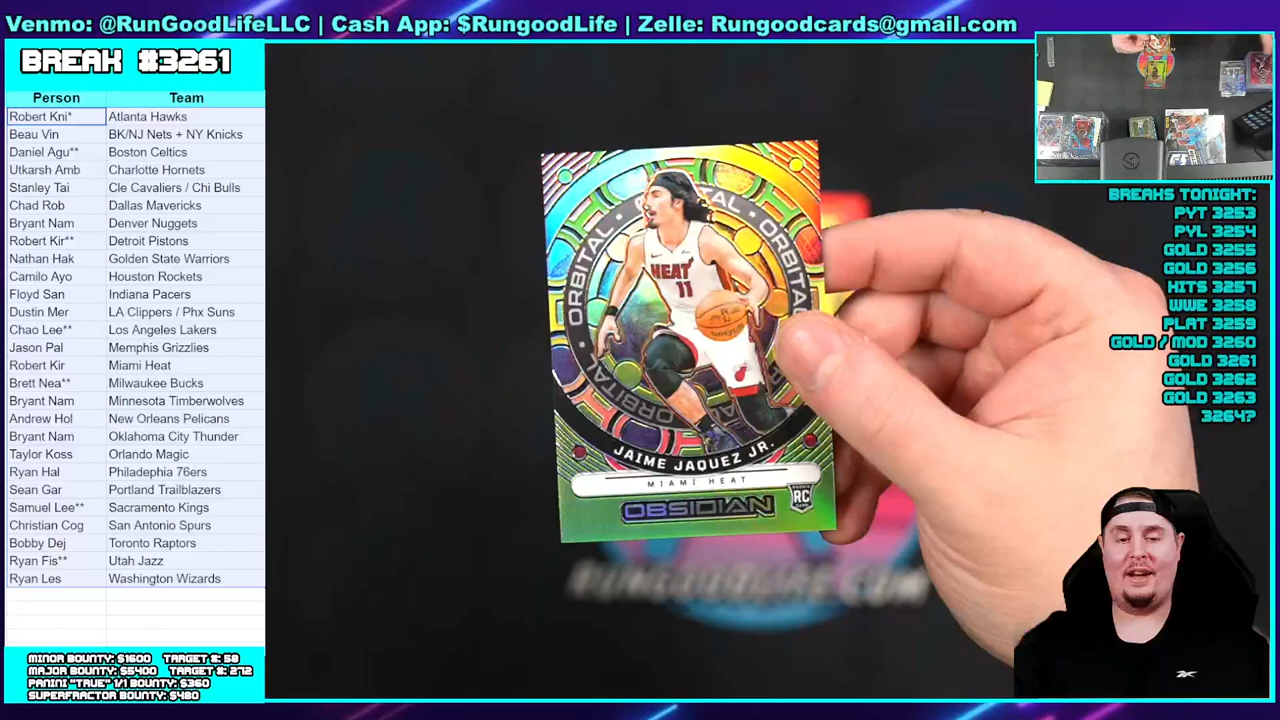 Venmo: @RunGoodLifeLLC | Cash App: $RungoodLife | Zelle: Rungoodcards@gmail.com
BREAK #3261
Person Team
Robert Kni* Atlanta Hawks
Beau Vin BK/NJ Nets + NY Knicks
Daniel Agu** Boston Celtics
Utkarsh Amb Charlotte Hornets
Stanley Tai Cle Cavaliers / Chi Bulls
Chad Rob Dallas Mavericks
Bryant Nam Denver Nuggets
Robert Kir** Detroit Pistons
Nathan Hak Golden State Warriors
Camilo Ayo Houston Rockets
Floyd San Indiana Pacers
Dustin Mer LA Clippers / Phx Suns
Chao Lee** Los Angeles Lakers
Jason Pal Memphis Grizzlies
Robert Kir Miami Heat
Brett Nea** Milwaukee Bucks
Bryant Nam Minnesota Timberwolves
Andrew Hol New Orleans Pelicans
Bryant Nam Oklahoma City Thunder
Taylor Koss Orlando Magic
Ryan Hal Philadephia 76ers
Sean Gar Portland Trailblazers
Samuel Lee** Sacramento Kings
Christian Cog San Antonio Spurs
Bobby Dej Toronto Raptors
Ryan Fis** Utah Jazz
Ryan Les Washington Wizards
MINOR BOUNTY: $1600 TARGET #: 58
MAJOR BOUNTY: $5400 TARGET #: 272
PANINI "TRUE" 1/1 BOUNTY: $360
SUPERFRACTOR BOUNTY: $480
ORBITAL · ORBITAL
ORBITAL
HEAT
11
JAIME JAQUEZ JR.
MIAMI HEAT
OBSIDIAN
ROOKIE
RC
RUNGOODLIFE.COM
BREAKS TONIGHT:
PYT 3253
PYL 3254
GOLD 3255
GOLD 3256
HITS 3257
WWE 3258
PLAT 3259
GOLD / MOD 3260
GOLD 3261
GOLD 3262
GOLD 3263
3264?